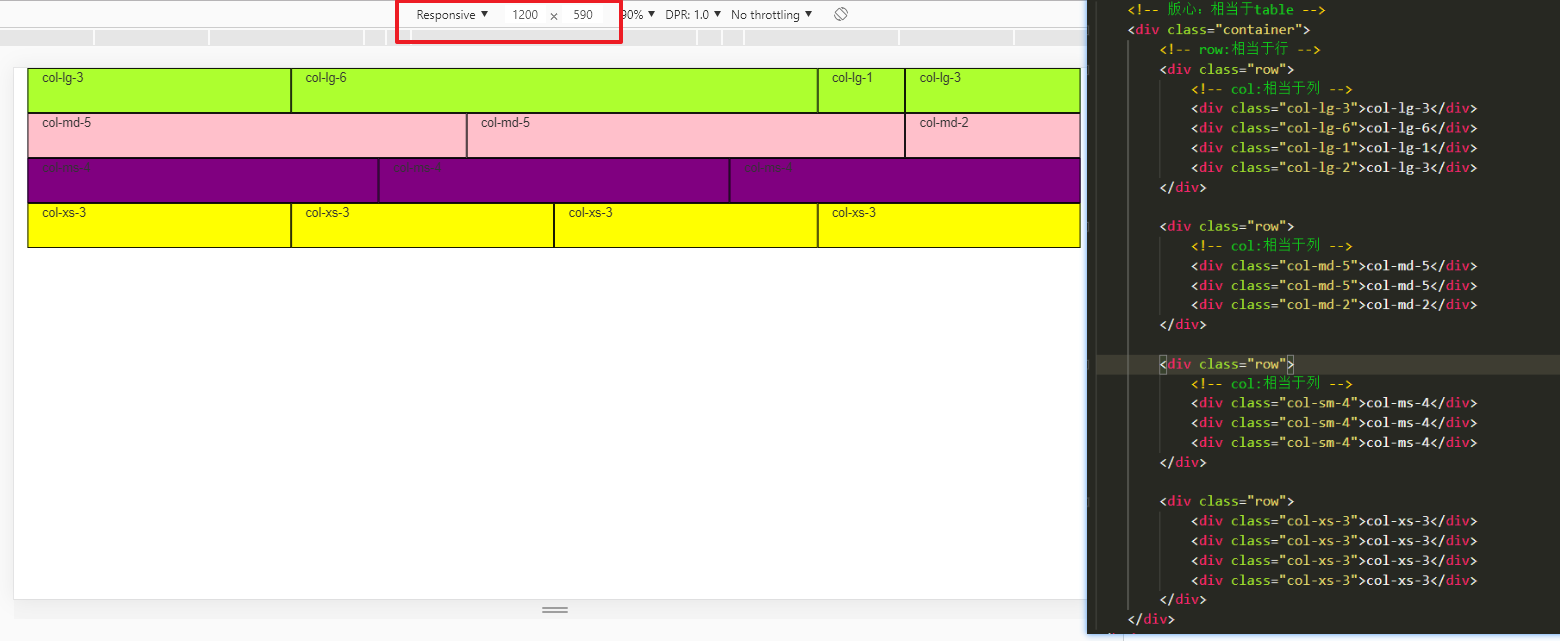 Responsive ▼ 1200 × 590 90% ▼ DPR: 1.0 ▼ No throttling ▼
col-lg-3 col-lg-6 col-lg-1 col-lg-3
col-md-5 col-md-5 col-md-2
col-xs-3 col-xs-3 col-xs-3 col-xs-3
<!-- 版心: 相当于table -->
<div class="container">
<!-- row:相当于行 -->
<div class="row">
<!-- col:相当于列 -->
<div class="col-lg-3">col-lg-3</div>
<div class="col-lg-6">col-lg-6</div>
<div class="col-lg-1">col-lg-1</div>
<div class="col-lg-2">col-lg-3</div>
</div>
<div class="row">
<!-- col:相当于列 -->
<div class="col-md-5">col-md-5</div>
<div class="col-md-5">col-md-5</div>
<div class="col-md-2">col-md-2</div>
</div>
<div class="row">
<!-- col:相当于列 -->
<div class="col-sm-4">col-ms-4</div>
<div class="col-sm-4">col-ms-4</div>
<div class="col-sm-4">col-ms-4</div>
</div>
<div class="row">
<div class="col-xs-3">col-xs-3</div>
<div class="col-xs-3">col-xs-3</div>
<div class="col-xs-3">col-xs-3</div>
<div class="col-xs-3">col-xs-3</div>
</div>
</div>